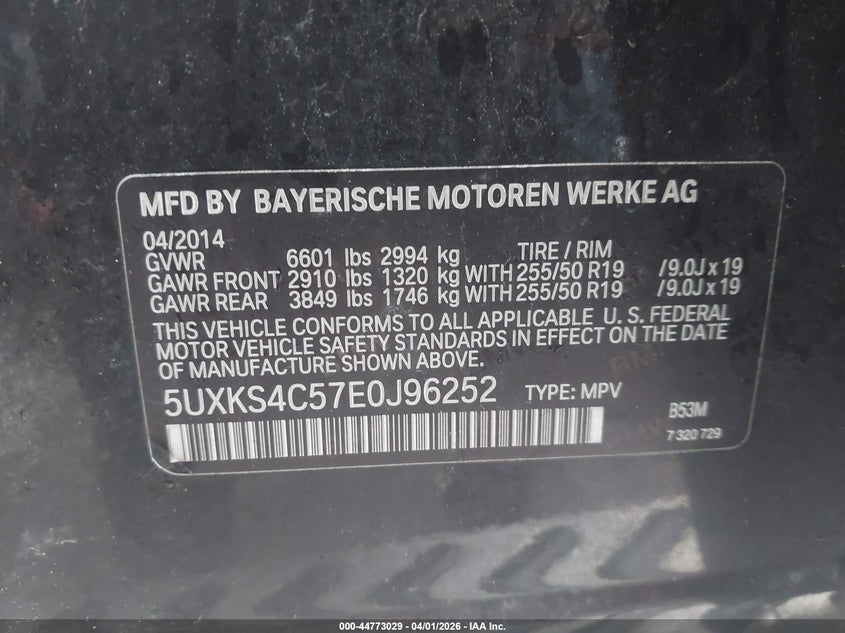 MFD BY BAYERISCHE MOTOREN WERKE AG
04/2014
GVWR 6601 lbs 2994 kg TIRE / RIM
GAWR FRONT 2910 lbs 1320 kg WITH 255/50 R19 /9.0J x 19
GAWR REAR 3849 lbs 1746 kg WITH 255/50 R19 /9.0J x 19
THIS VEHICLE CONFORMS TO ALL APPLICABLE U. S. FEDERAL
MOTOR VEHICLE SAFETY STANDARDS IN EFFECT ON THE DATE
OF MANUFACTURE SHOWN ABOVE.
5UXKS4C57E0J96252 TYPE: MPV B53M
7 320 729
000-44773029 - 04/01/2026 - IAA Inc.